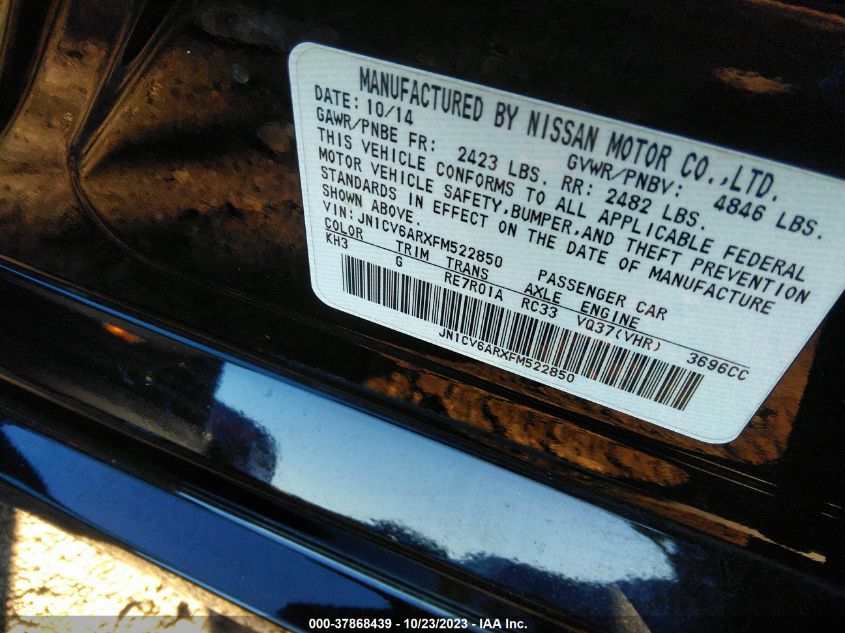 MANUFACTURED BY NISSAN MOTOR CO.,LTD.
DATE: 10/14 GVWR/PNBV: 4846 LBS.
GAWR/PNBE FR: 2423 LBS. RR: 2482 LBS.
THIS VEHICLE CONFORMS TO ALL APPLICABLE FEDERAL
MOTOR VEHICLE SAFETY,BUMPER,AND THEFT PREVENTION
STANDARDS IN EFFECT ON THE DATE OF MANUFACTURE
SHOWN ABOVE.
VIN: JN1CV6ARXFM522850 PASSENGER CAR
COLOR TRIM TRANS AXLE ENGINE
KH3 G RE7R01A RC33 VQ37(VHR) 3696CC
JN1CV6ARXFM522850
000-37868439 - 10/23/2023 - IAA Inc.